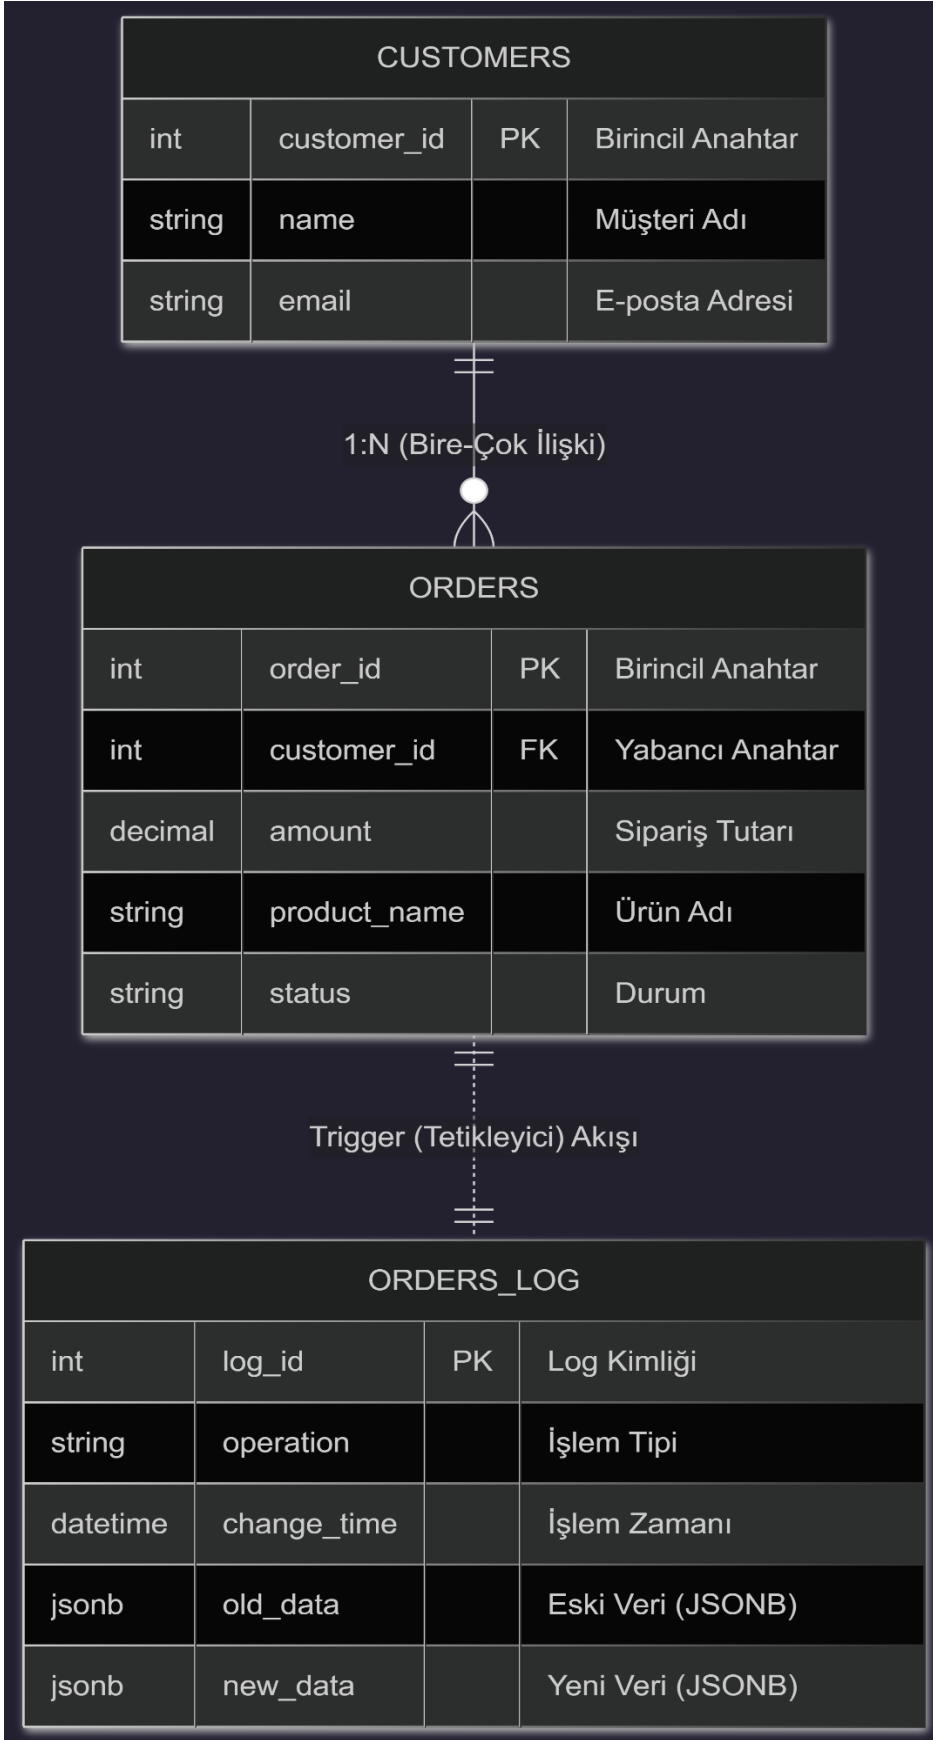 CUSTOMERS
int customer_id PK Birincil Anahtar
string name Müşteri Adı
string email E-posta Adresi
1:N (Bire-Çok İlişki)
ORDERS
int order_id PK Birincil Anahtar
int customer_id FK Yabancı Anahtar
decimal amount Sipariş Tutarı
string product_name Ürün Adı
string status Durum
Trigger (Tetikleyici) Akışı
ORDERS_LOG
int log_id PK Log Kimliği
string operation İşlem Tipi
datetime change_time İşlem Zamanı
jsonb old_data Eski Veri (JSONB)
jsonb new_data Yeni Veri (JSONB)